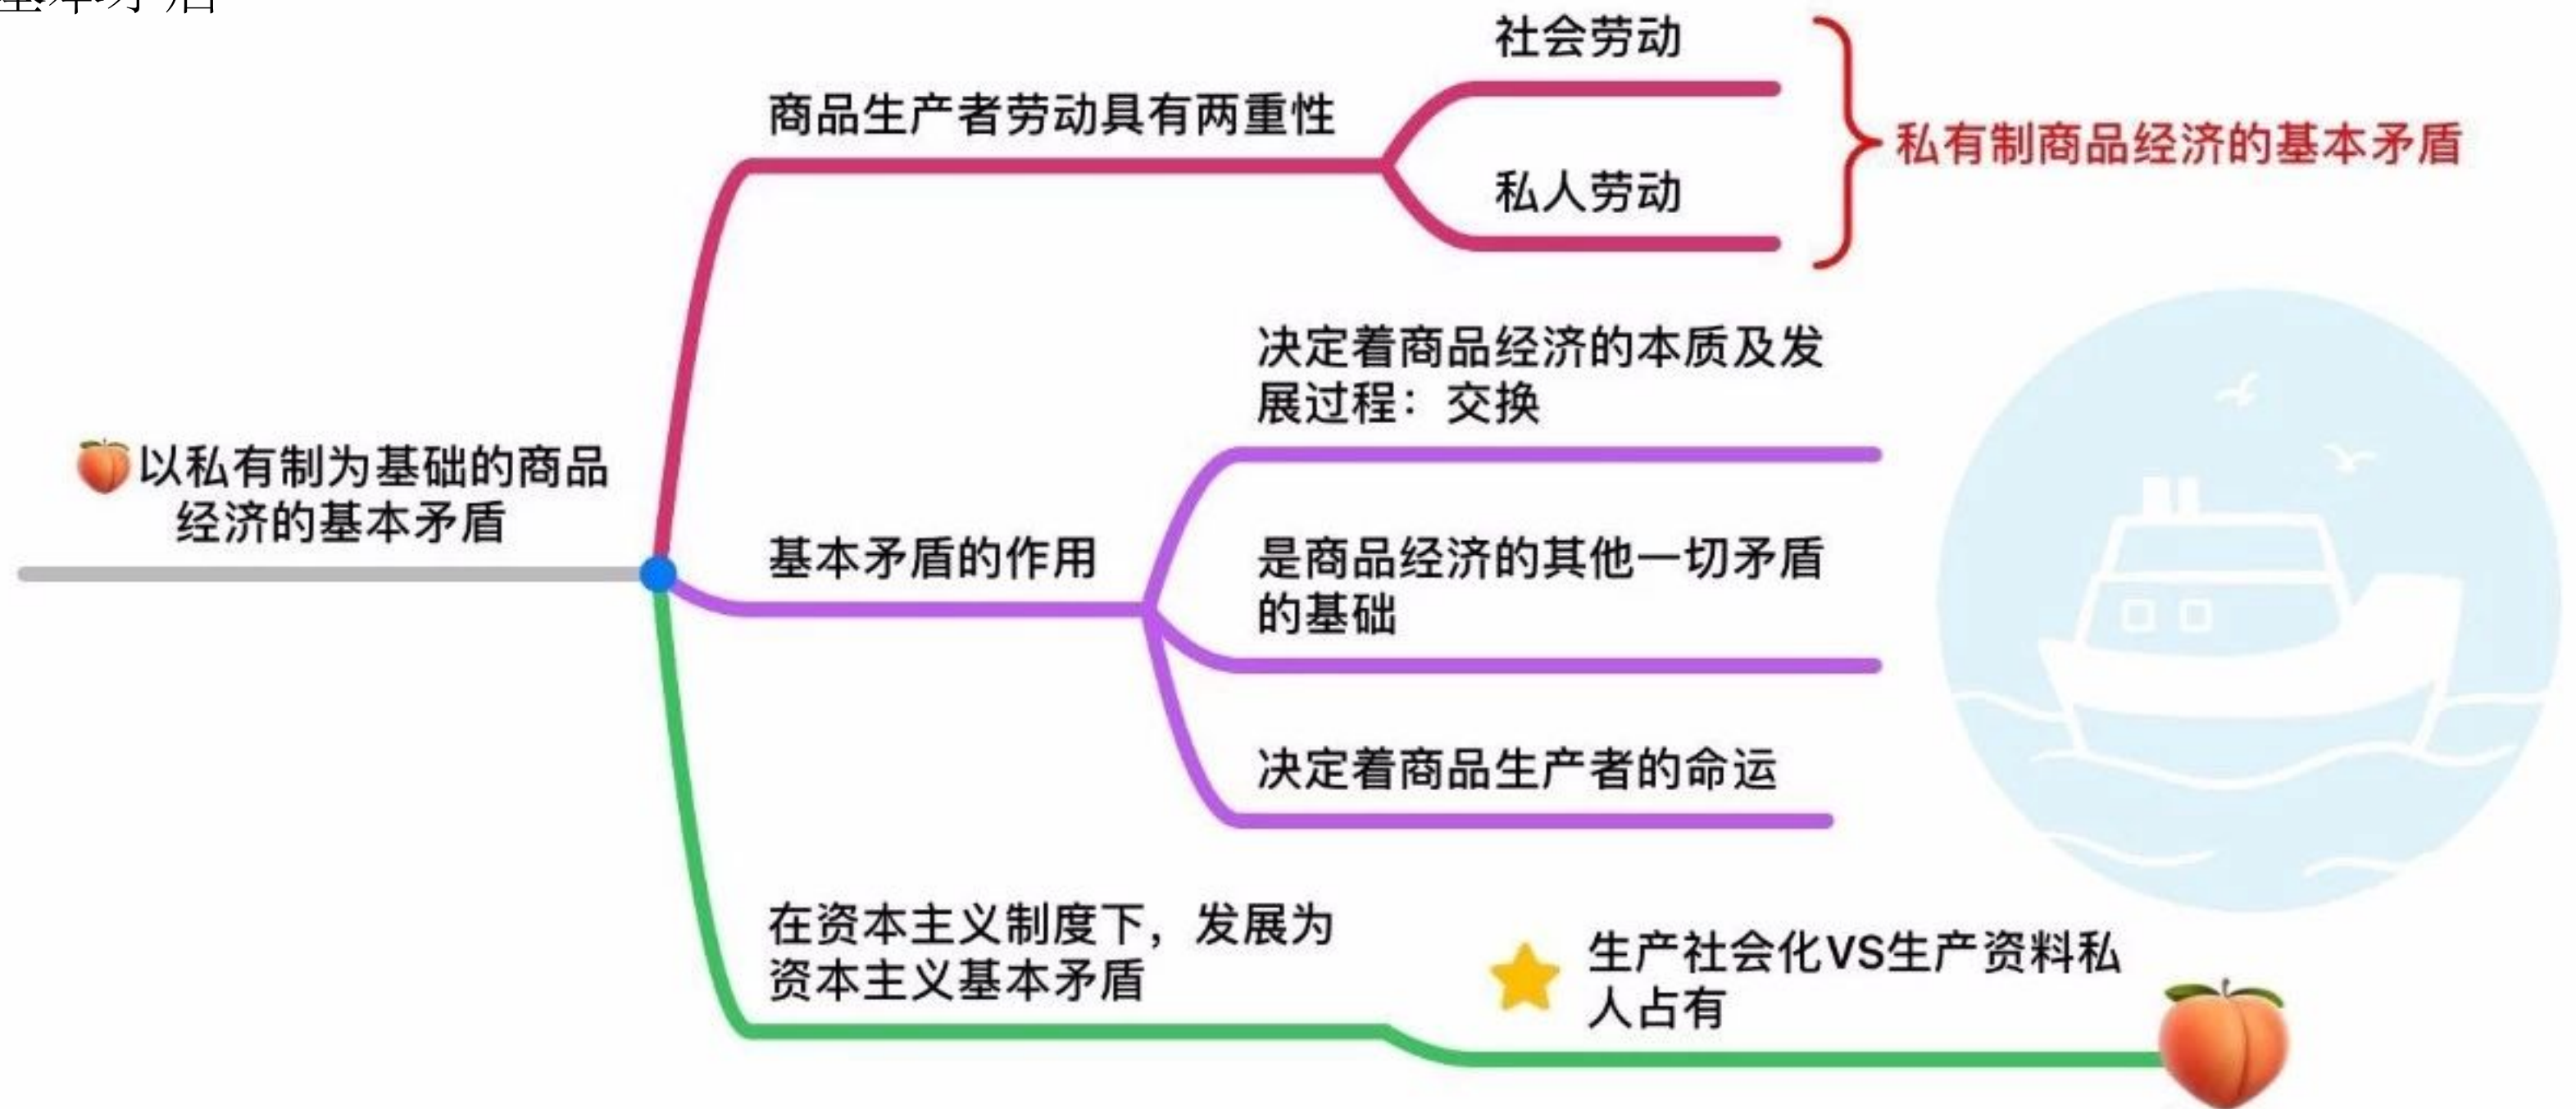 社会劳动
商品生产者劳动具有两重性
私有制商品经济的基本矛盾
私人劳动
决定着商品经济的本质及发
展过程：交换
以私有制为基础的商品
经济的基本矛盾
基本矛盾的作用
是商品经济的其他一切矛盾
的基础
决定着商品生产者的命运
在资本主义制度下，发展为
资本主义基本矛盾
生产社会化VS生产资料私
人占有